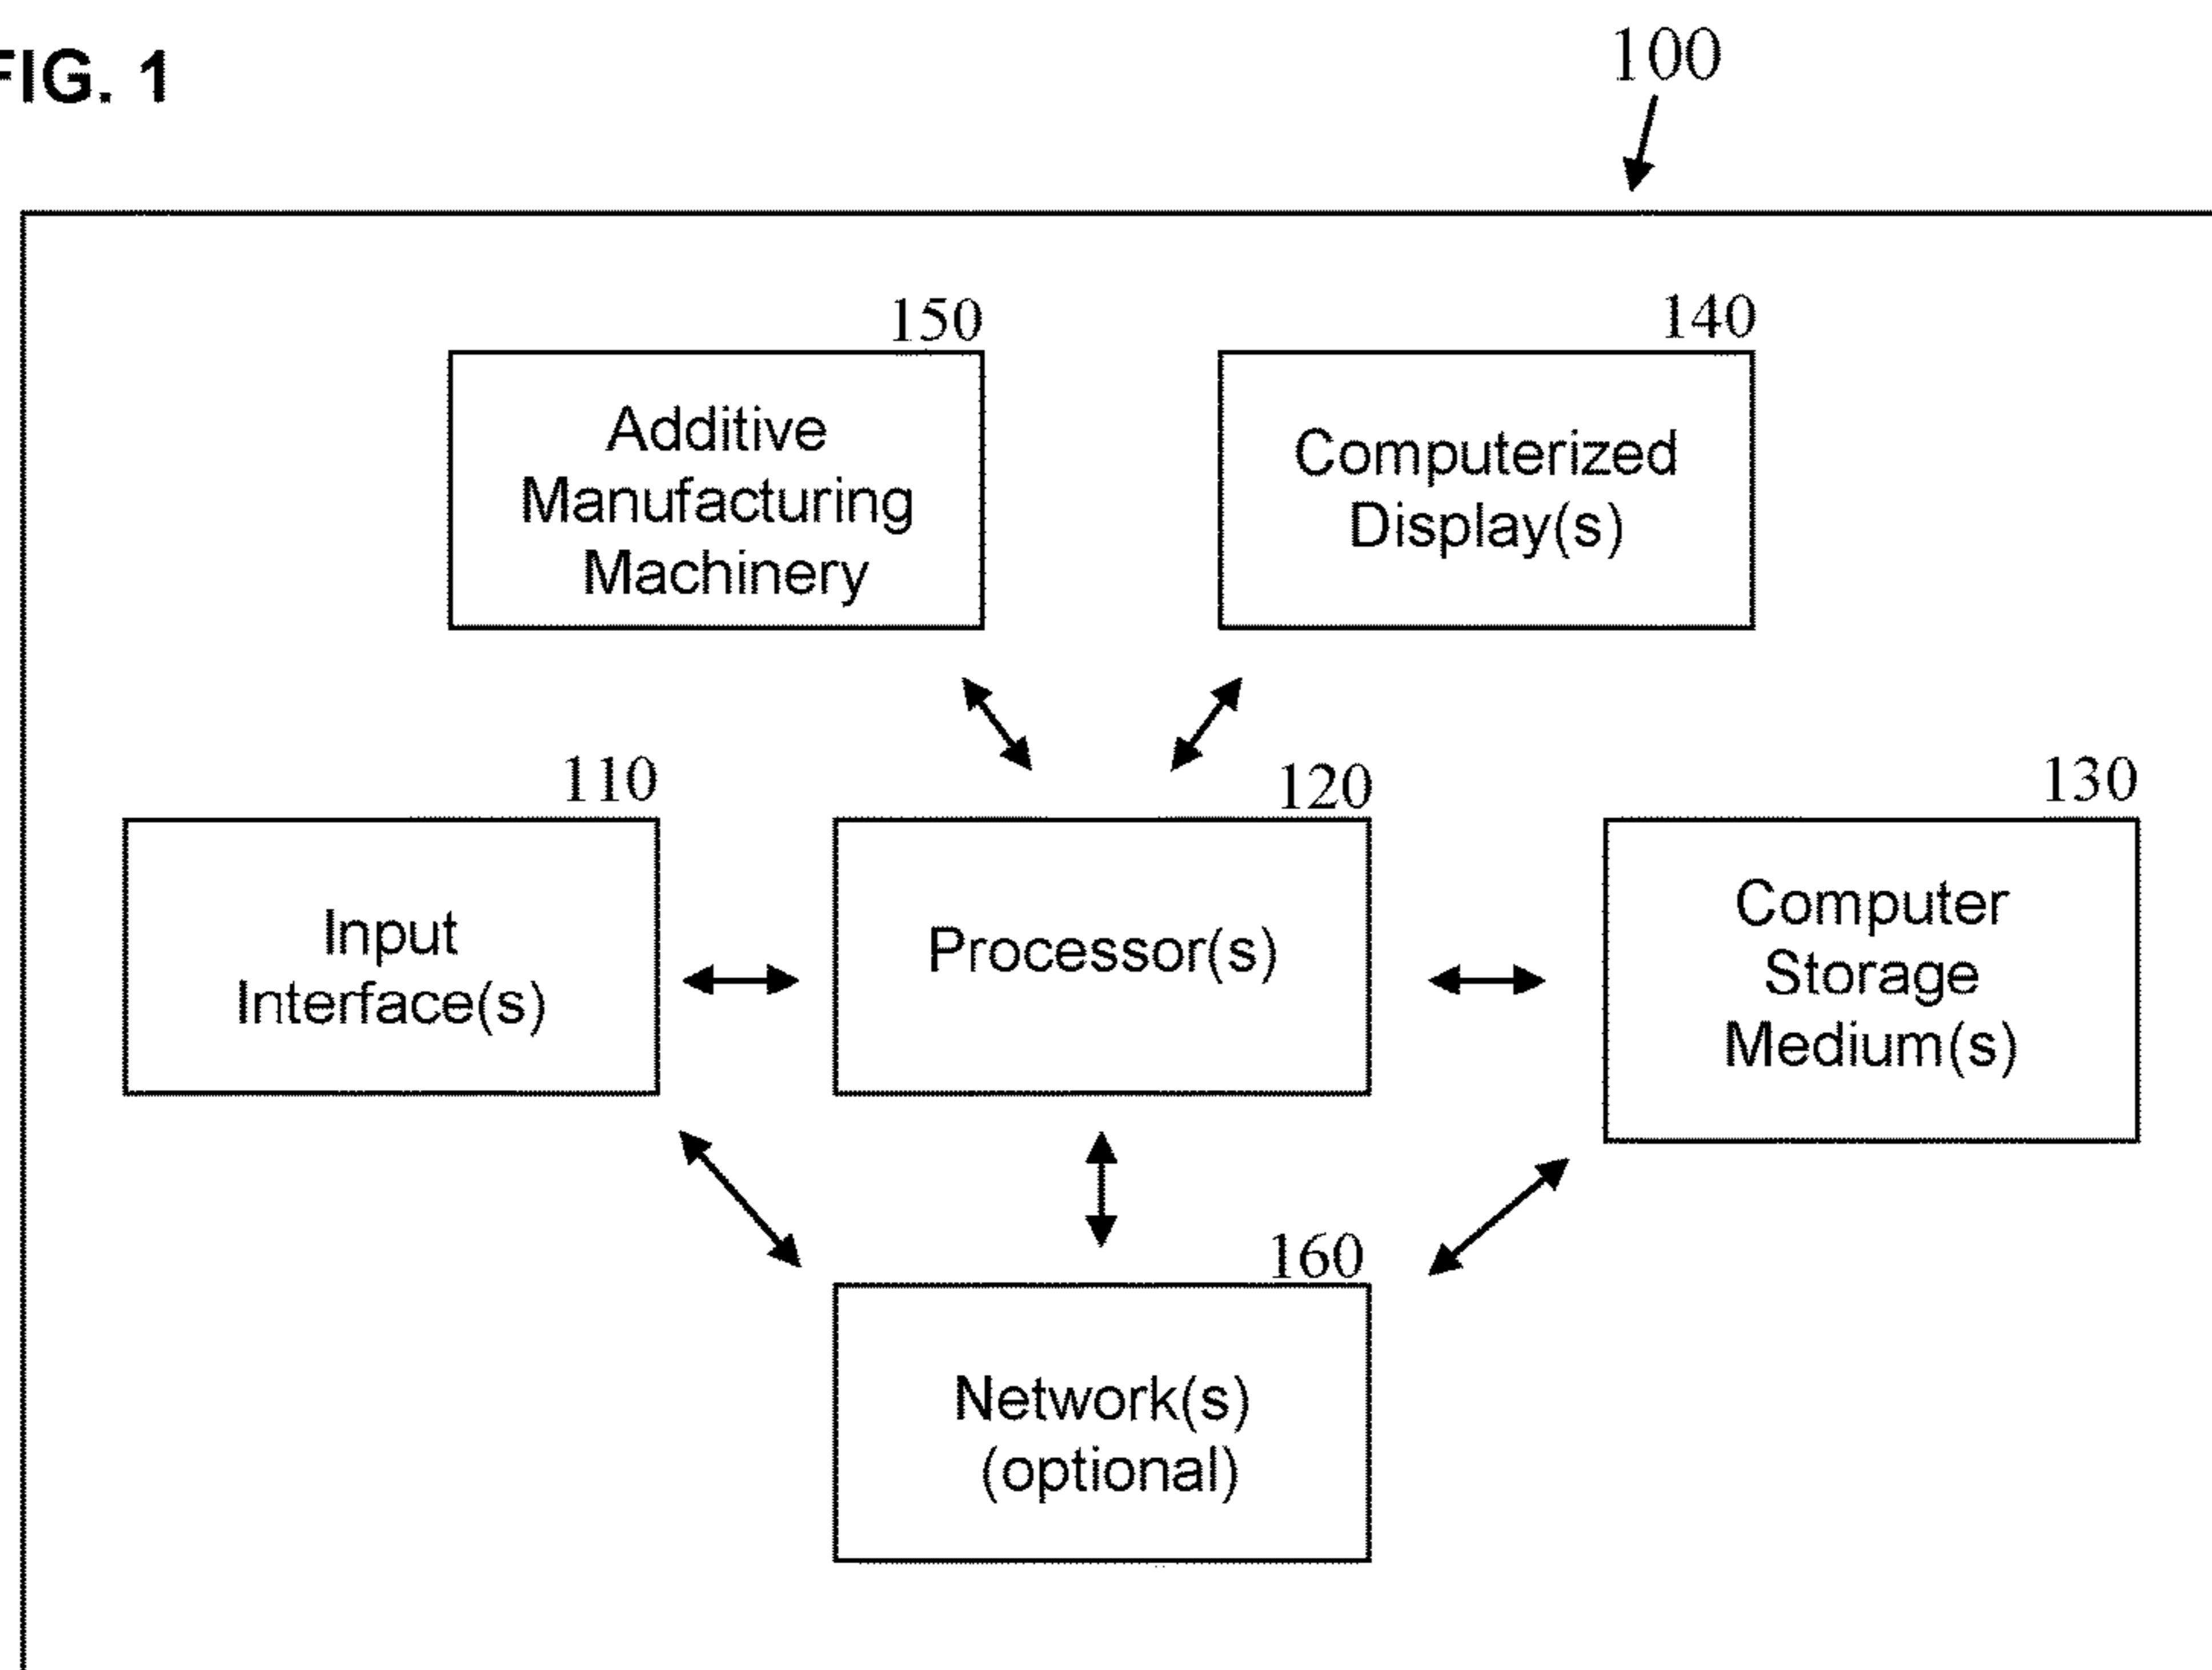 FIG. 1
100
150
Additive
Manufacturing
Machinery
140
Computerized
Display(s)
110
Input
Interface(s)
120
Processor(s)
130
Computer
Storage
Medium(s)
160
Network(s)
(optional)